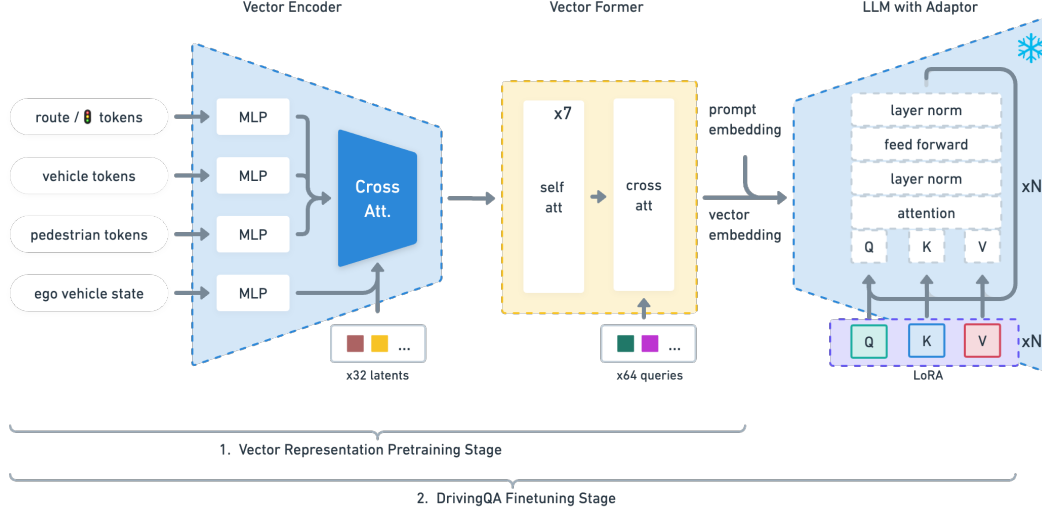 Vector Encoder
Vector Former
LLM with Adaptor
route / 🚦 tokens
vehicle tokens
pedestrian tokens
ego vehicle state
MLP
MLP
MLP
MLP
Cross
Att.
...
x32 latents
x7
self
att
cross
att
...
x64 queries
prompt
embedding
vector
embedding
layer norm
feed forward
layer norm
attention
Q K V
xN
Q K V
xN
LoRA
1. Vector Representation Pretraining Stage
2. DrivingQA Finetuning Stage